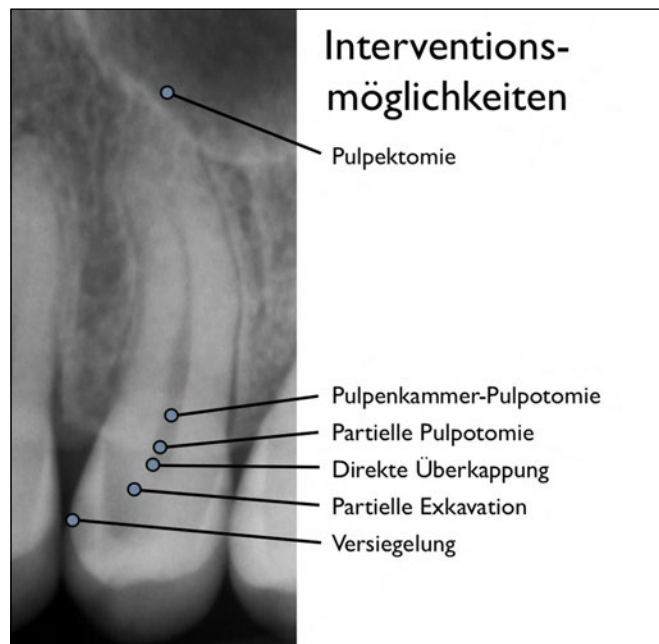 Interventions-
möglichkeiten
Pulpektomie
Pulpenkammer-Pulpotomie
Partielle Pulpotomie
Direkte Überkappung
Partielle Exkavation
Versiegelung